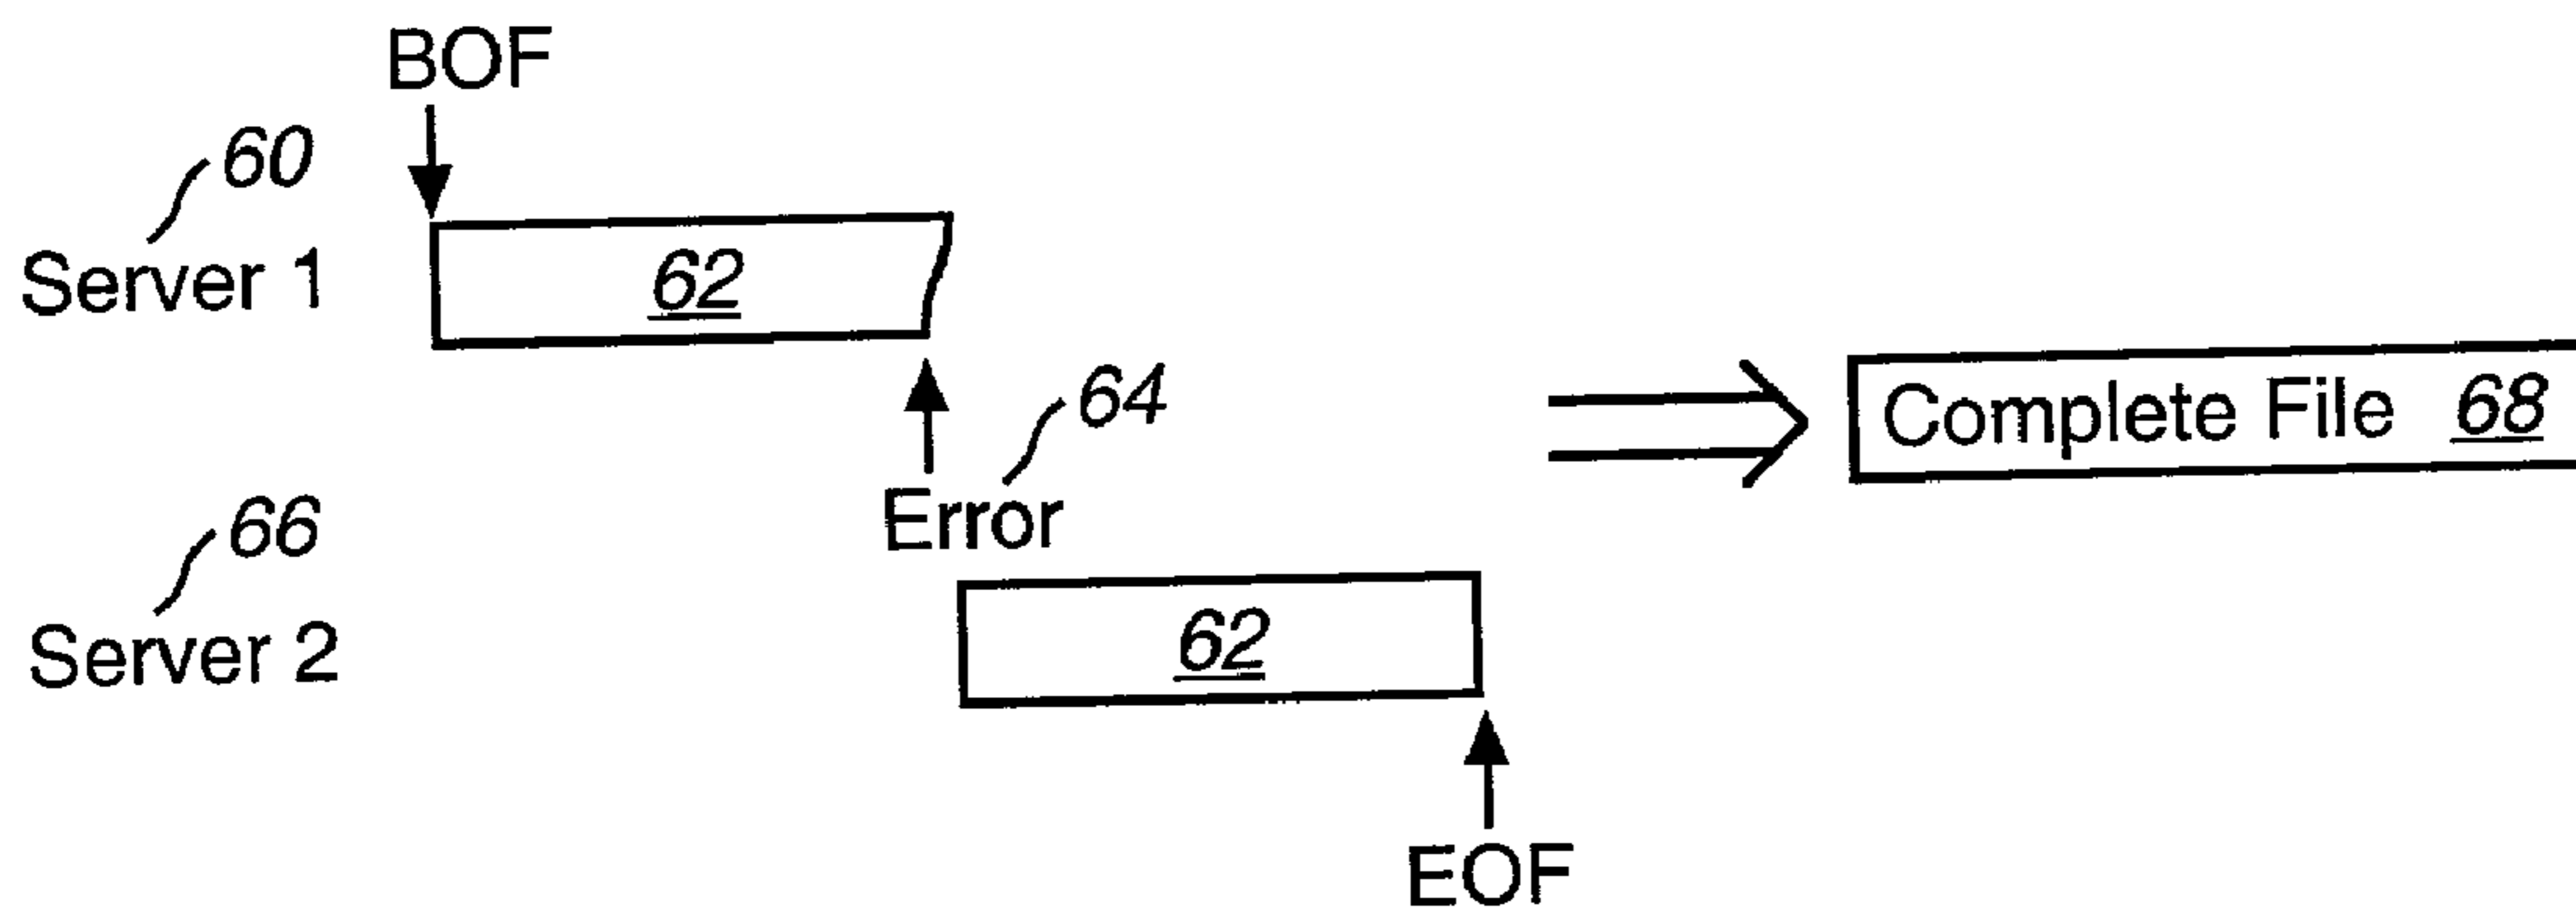 BOF
60
Server 1
62
64
Complete File 68
Error
66
Server 2
62
EOF